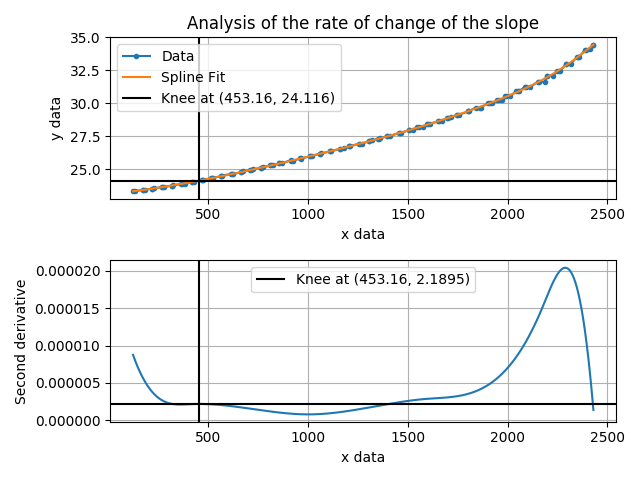 Analysis of the rate of change of the slope
35.0
32.5
30.0
27.5
25.0
y data
Data
Spline Fit
Knee at (453.16, 24.116)
500
1000
1500
2000
2500
x data
0.000020
0.000015
0.000010
0.000005
0.000000
Second derivative
Knee at (453.16, 2.1895)
500
1000
1500
2000
2500
x data